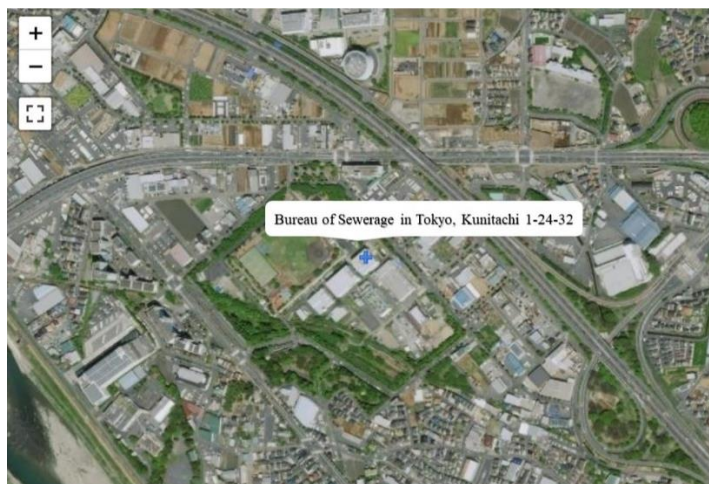 +
−
Bureau of Sewerage in Tokyo, Kunitachi 1-24-32